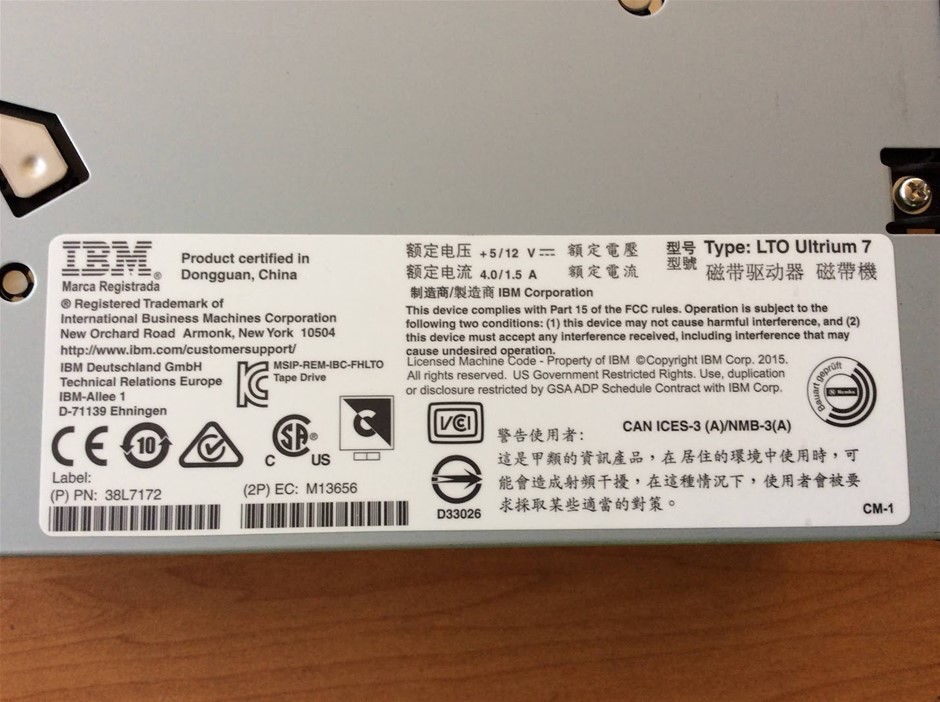 IBM®
Marca Registrada
Product certified in
Dongguan, China
® Registered Trademark of
International Business Machines Corporation
New Orchard Road Armonk, New York 10504
http://www.ibm.com/customersupport/
IBM Deutschland GmbH
Technical Relations Europe
IBM-Allee 1
D-71139 Ehningen
MSIP-REM-IBC-FHLTO
Tape Drive
CE
10
SA®
C US
Label:
(P) PN: 38L7172
(2P) EC: M13656
额定电压 +5/12 V 額定電壓
额定电流 4.0/1.5 A 額定電流
制造商/製造商 IBM Corporation
型号
型號
Type: LTO Ultrium 7
磁带驱动器 磁帶機
This device complies with Part 15 of the FCC rules. Operation is subject to the
following two conditions: (1) this device may not cause harmful interference, and (2)
this device must accept any interference received, including interference that may
cause undesired operation.
Licensed Machine Code - Property of IBM ©Copyright IBM Corp. 2015.
All rights reserved. US Government Restricted Rights. Use, duplication
or disclosure restricted by GSA ADP Schedule Contract with IBM Corp.
Bauart geprüft
VCCI
D33026
CAN ICES-3 (A)/NMB-3(A)
警告使用者:
這是甲類的資訊產品，在居住的環境中使用時，可
能會造成射頻干擾，在這種情況下，使用者會被要
求採取某些適當的對策。
CM-1